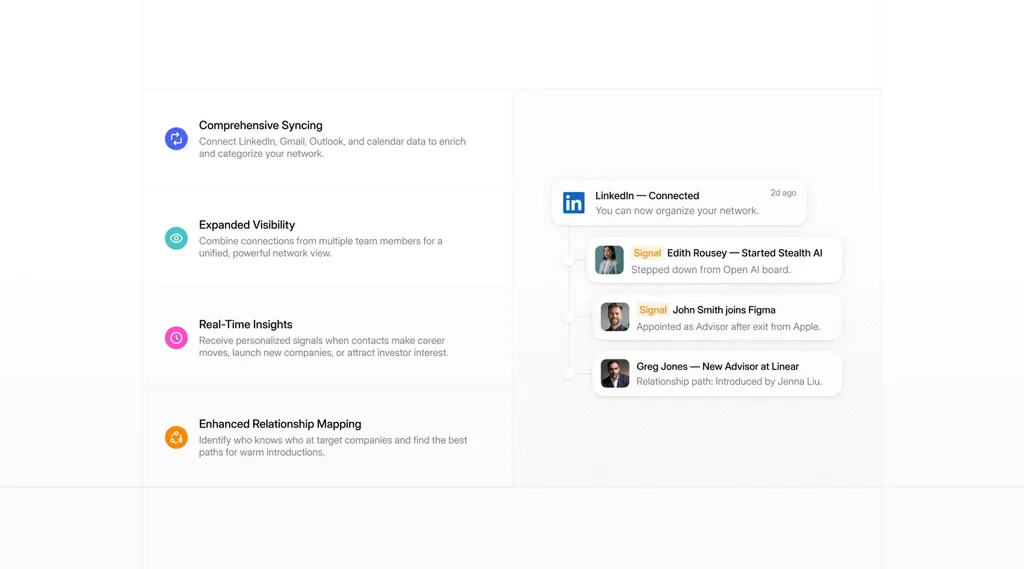 Comprehensive Syncing
Connect LinkedIn, Gmail, Outlook, and calendar data to enrich
and categorize your network.
Expanded Visibility
Combine connections from multiple team members for a
unified, powerful network view.
Real-Time Insights
Receive personalized signals when contacts make career
moves, launch new companies, or attract investor interest.
Enhanced Relationship Mapping
Identify who knows who at target companies and find the best
paths for warm introductions.
in
LinkedIn — Connected
2d ago
You can now organize your network.
Signal Edith Rousey — Started Stealth AI
Stepped down from Open AI board.
Signal John Smith joins Figma
Appointed as Advisor after exit from Apple.
Greg Jones — New Advisor at Linear
Relationship path: Introduced by Jenna Liu.